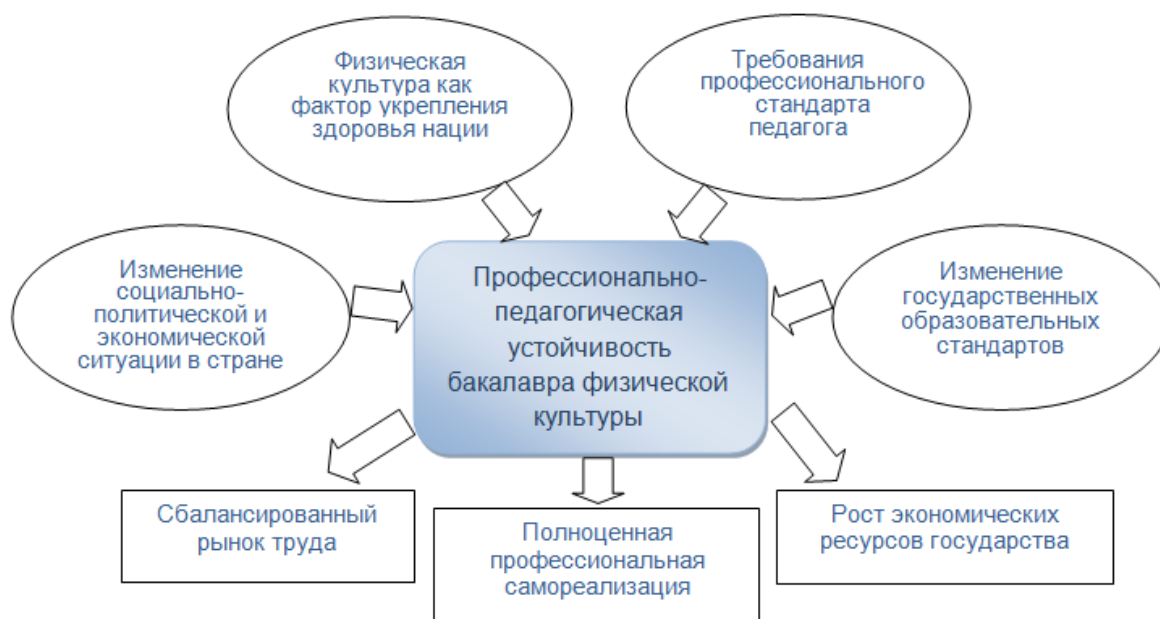 Физическая
культура как
фактор укрепления
здоровья нации
Требования
профессионального
стандарта
педагога
Изменение
социально-
политической и
экономической
ситуации в стране
Профессионально-
педагогическая
устойчивость
бакалавра физической
культуры
Изменение
государственных
образовательных
стандартов
Сбалансированный
рынок труда
Полноценная
профессиональная
самореализация
Рост экономических
ресурсов государства